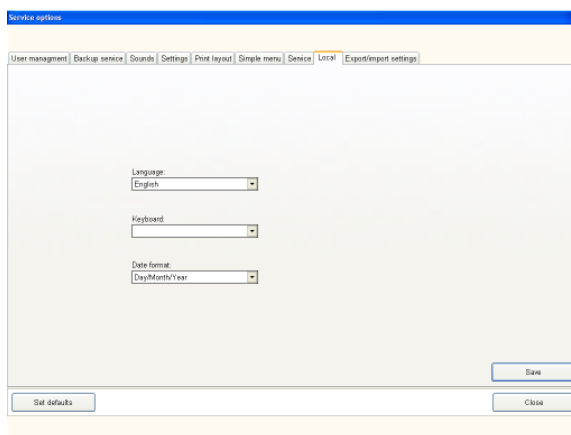 Service options
User managment Backup service Sounds Settings Print layout Simple menu Service Local Export/import settings
Language:
English
Keyboard:
Date format:
Day/Month/Year
Save
Set defaults Close